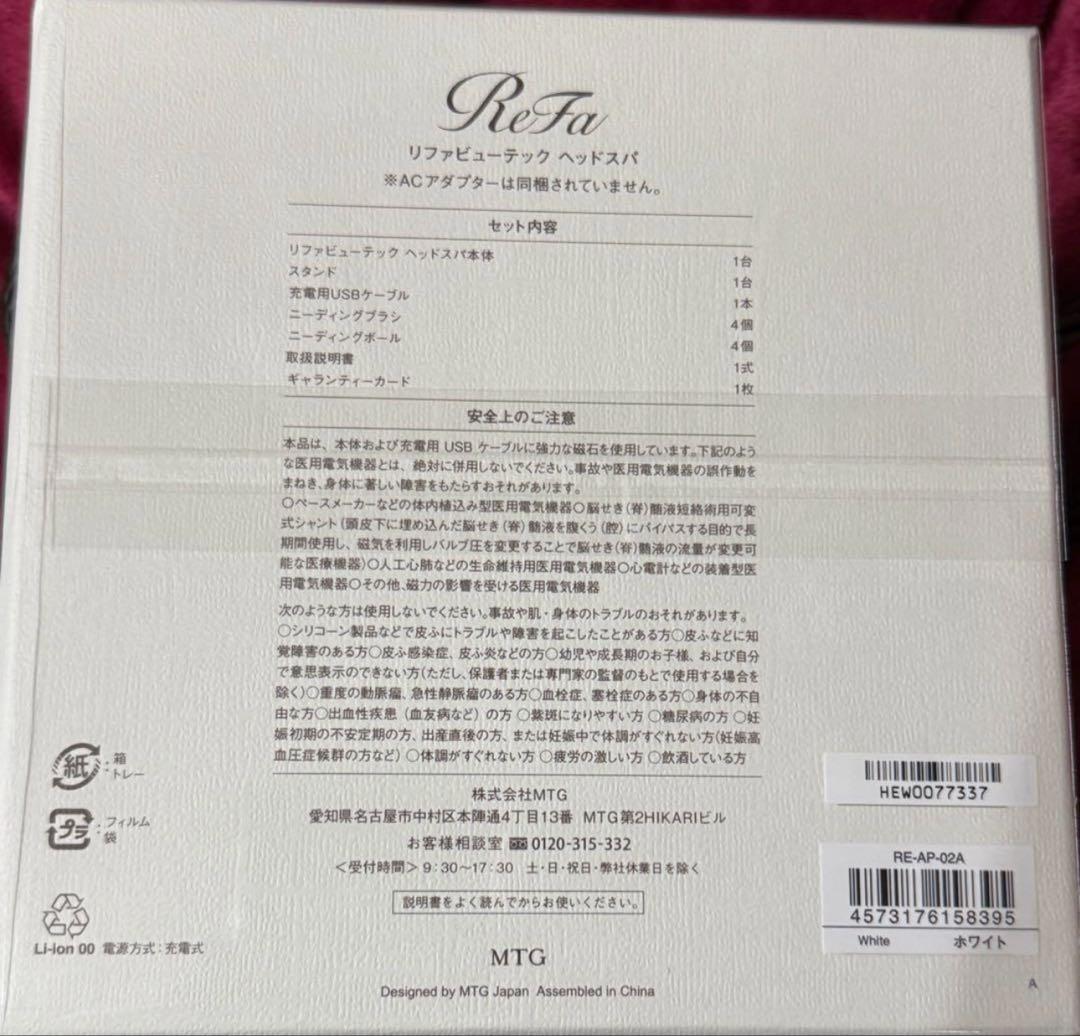 ReFa
リファビューテック ヘッドスパ
※ACアダプターは同梱されていません。
セット内容
リファビューテック ヘッドスパ本体 1台
スタンド 1台
充電用USBケーブル 1本
ニーディングブラシ 4個
ニーディングボール 4個
取扱説明書 1式
ギャランティーカード 1枚
安全上のご注意
本品は、本体および充電用 USB ケーブルに強力な磁石を使用しています。下記のよう
な医用電気機器とは、絶対に併用しないでください。事故や医用電気機器の誤作動を
まねき、身体に著しい障害をもたらすおそれがあります。
○ペースメーカーなどの体内植込み型医用電気機器○脳せき(脊)髄液短絡術用可変
式シャント(頭皮下に埋め込んだ脳せき(脊)髄液を腹くう(腔)にバイパスする目的で長
期間使用し、磁気を利用しバルブ圧を変更することで脳せき(脊)髄液の流量が変更可
能な医療機器)○人工心肺などの生命維持用医用電気機器○心電計などの装着型医
用電気機器○その他、磁力の影響を受ける医用電気機器
次のような方は使用しないでください。事故や肌・身体のトラブルのおそれがあります。
○シリコーン製品などで皮ふにトラブルや障害を起こしたことがある方○皮ふなどに知
覚障害のある方○皮ふ感染症、皮ふ炎などの方○幼児や成長期のお子様、および自分
で意思表示のできない方(ただし、保護者または専門家の監督のもとで使用する場合を
除く)○重度の動脈瘤、急性静脈瘤のある方○血栓症、塞栓症のある方○身体の不自
由な方○出血性疾患（血友病など）の方 ○紫斑になりやすい方 ○糖尿病の方 ○妊
娠初期の不安定期の方、出産直後の方、または妊娠中で体調がすぐれない方(妊娠高
血圧症候群の方など) ○体調がすぐれない方 ○疲労の激しい方 ○飲酒している方
株式会社MTG
愛知県名古屋市中村区本陣通4丁目13番 MTG第2HIKARIビル
お客様相談室 0120-315-332
＜受付時間＞9:30〜17:30 土・日・祝日・弊社休業日を除く
説明書をよく読んでからお使いください。
MTG
Designed by MTG Japan Assembled in China
紙 : 箱
トレー
プラ : フィルム
袋
Li-ion 00 電源方式:充電式
HEW0077337
RE-AP-02A
4573176158395
White ホワイト
A